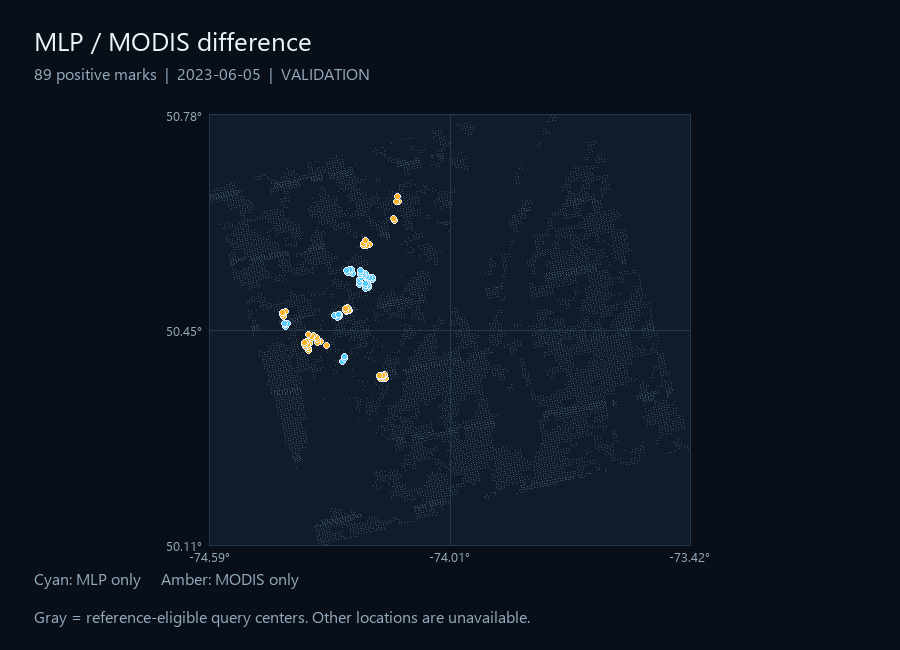 MLP / MODIS difference
89 positive marks | 2023-06-05 | VALIDATION
50.78°
50.45°
50.11°
-74.59° -74.01° -73.42°
Cyan: MLP only Amber: MODIS only
Gray = reference-eligible query centers. Other locations are unavailable.